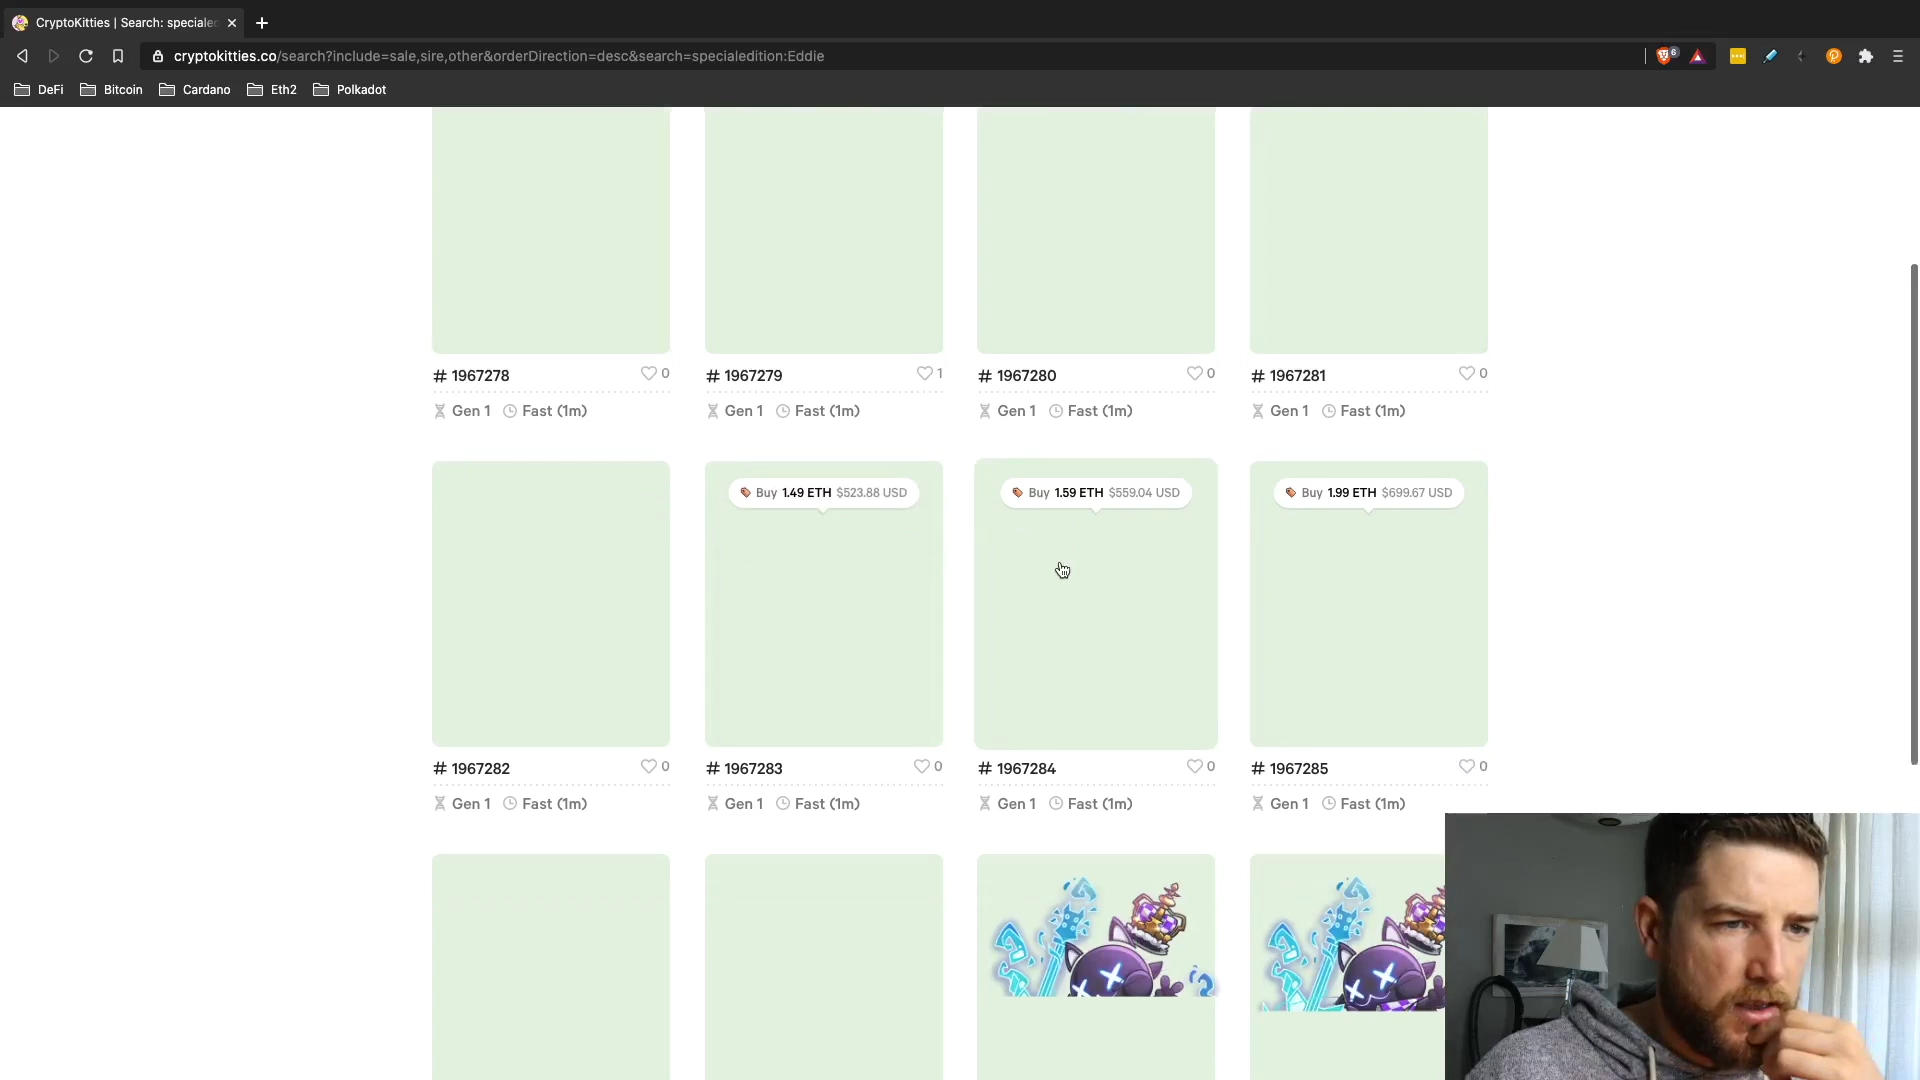 CryptoKitties | Search: speciale
cryptokitties.co/search?include=sale,sire,other&orderDirection=desc&search=specialedition:Eddie
6
DeFi Bitcoin Cardano Eth2 Polkadot
# 1967278 0 # 1967279 1 # 1967280 0 # 1967281 0
Gen 1 Fast (1m) Gen 1 Fast (1m) Gen 1 Fast (1m) Gen 1 Fast (1m)
Buy 1.49 ETH $523.88 USD Buy 1.59 ETH $559.04 USD Buy 1.99 ETH $699.67 USD
# 1967282 0 # 1967283 0 # 1967284 0 # 1967285 0
Gen 1 Fast (1m) Gen 1 Fast (1m) Gen 1 Fast (1m) Gen 1 Fast (1m)